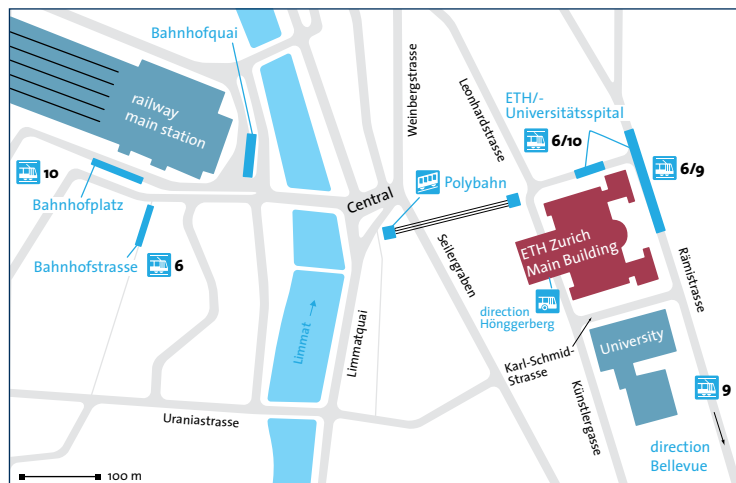 Bahnhofquai
railway
main station
10
Bahnhofplatz
Bahnhofstrasse
6
Limmat →
Limmatquai
Uraniastrasse
100 m
Central
Weinbergstrasse
Leonhardstrasse
Polybahn
Seilergraben
ETH/-
Universitätsspital
6/10
6/9
ETH Zurich
Main Building
Rämistrasse
direction
Hönggerberg
Karl-Schmid-
Strasse
University
Künstlergasse
9
direction
Bellevue